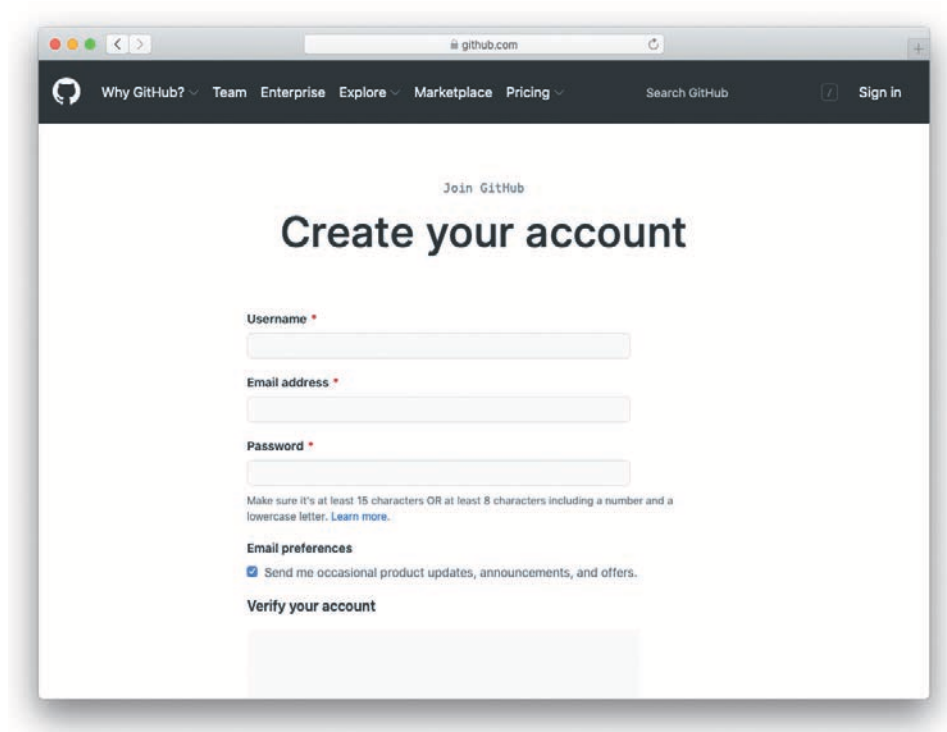 github.com
Why GitHub? Team Enterprise Explore Marketplace Pricing Search GitHub / Sign in
Join GitHub
Create your account
Username *
Email address *
Password *
Make sure it's at least 15 characters OR at least 8 characters including a number and a
lowercase letter. Learn more.
Email preferences
Send me occasional product updates, announcements, and offers.
Verify your account